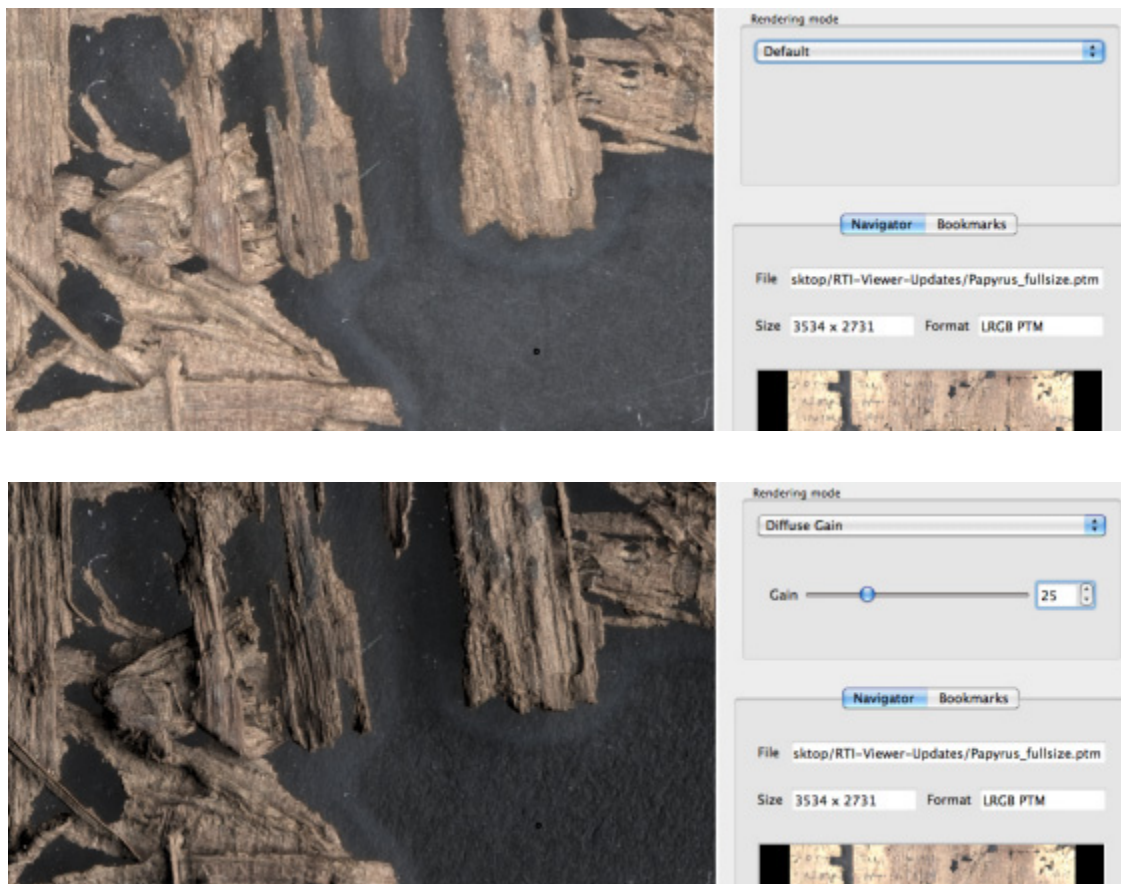 Rendering mode
Default
Navigator Bookmarks
File sktop/RTI-Viewer-Updates/Papyrus_fullsize.ptm
Size 3534 x 2731 Format LRGB PTM
Rendering mode
Diffuse Gain
Gain 25
Navigator Bookmarks
File sktop/RTI-Viewer-Updates/Papyrus_fullsize.ptm
Size 3534 x 2731 Format LRGB PTM